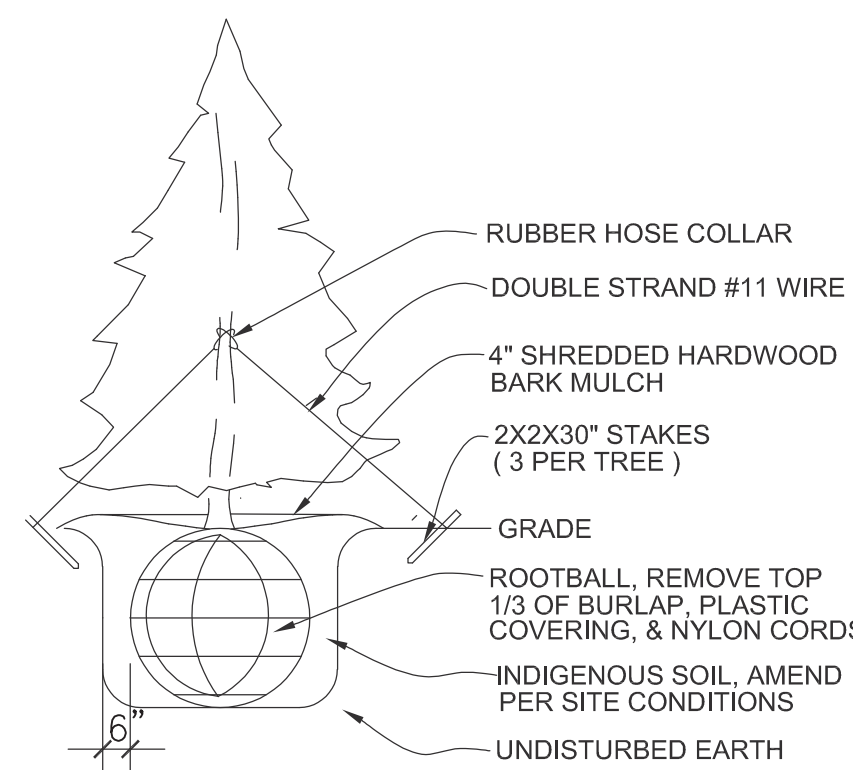 RUBBER HOSE COLLAR
DOUBLE STRAND #11 WIRE
4" SHREDDED HARDWOOD
BARK MULCH
2X2X30" STAKES
( 3 PER TREE )
GRADE
ROOTBALL, REMOVE TOP
1/3 OF BURLAP, PLASTIC
COVERING, & NYLON CORDS
INDIGENOUS SOIL, AMEND
PER SITE CONDITIONS
6"
UNDISTURBED EARTH